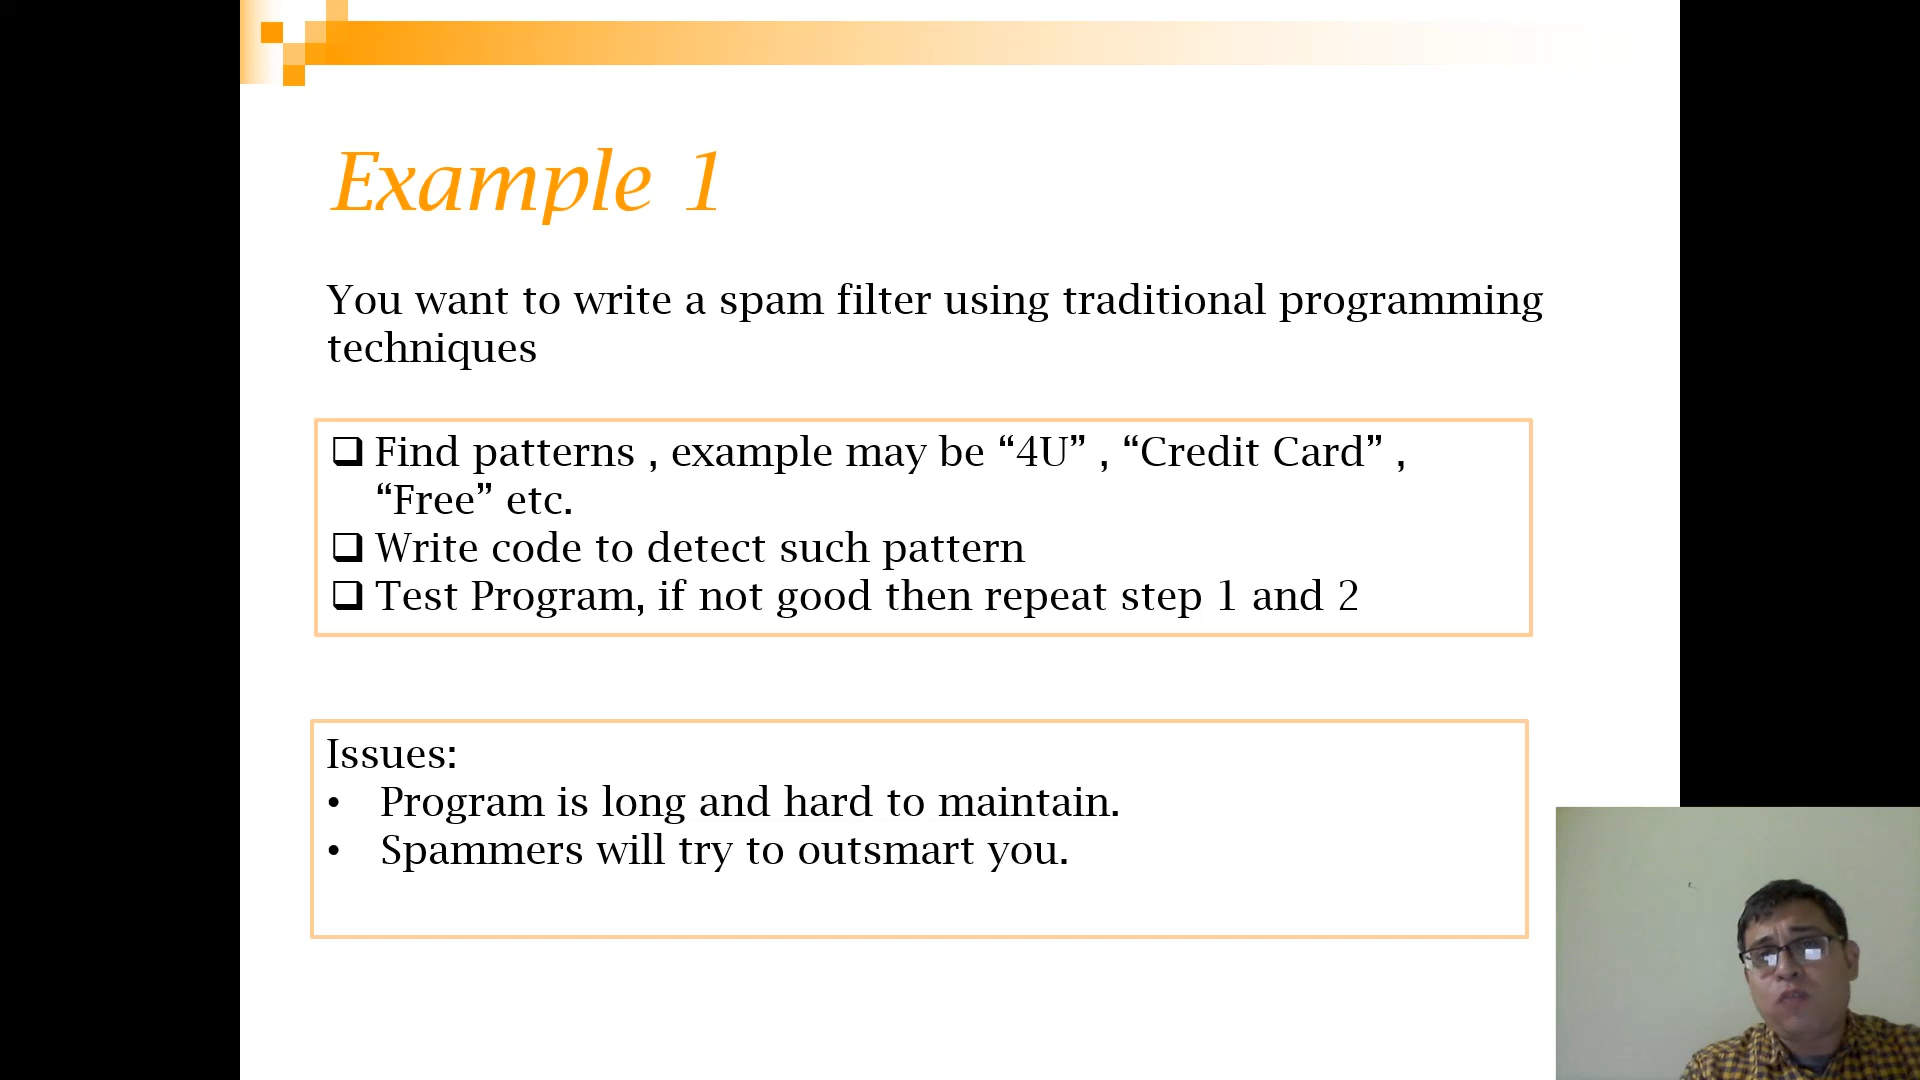 Example 1
You want to write a spam filter using traditional programming
techniques
❑ Find patterns , example may be “4U” , “Credit Card” ,
“Free” etc.
❑ Write code to detect such pattern
❑ Test Program, if not good then repeat step 1 and 2
Issues:
• Program is long and hard to maintain.
• Spammers will try to outsmart you.